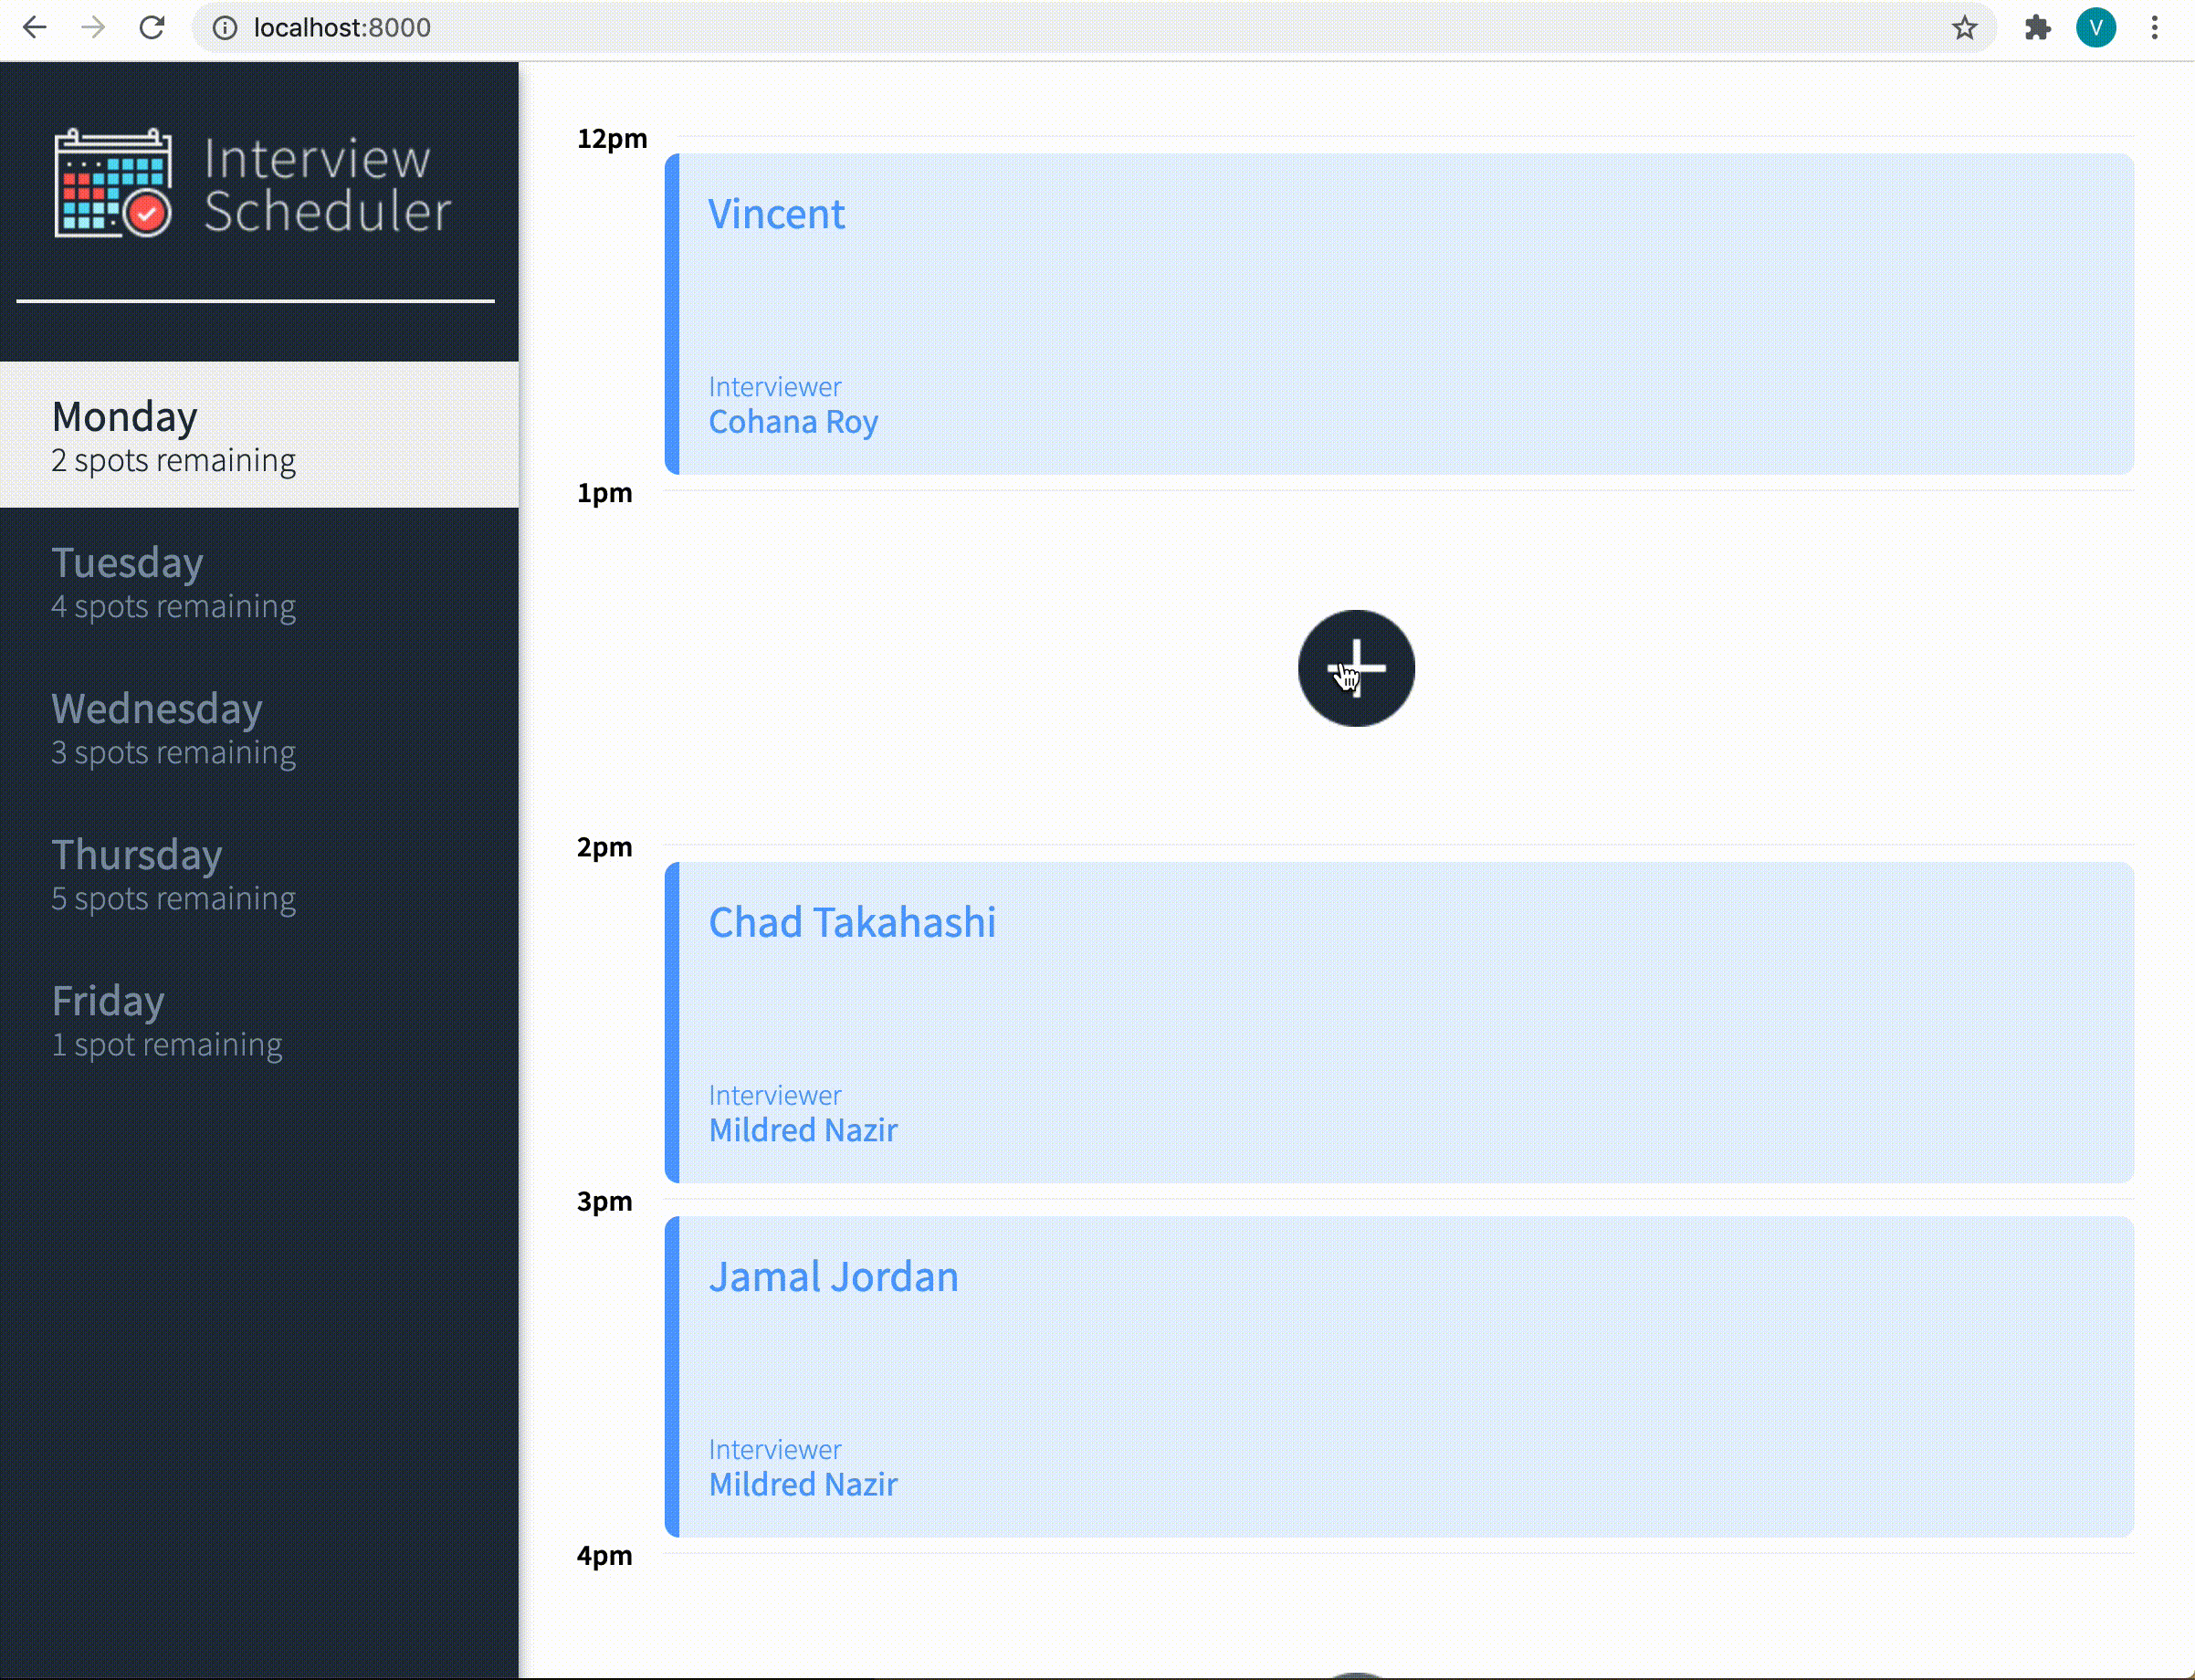 localhost:8000
V
Interview
Scheduler
Monday
2 spots remaining
Tuesday
4 spots remaining
Wednesday
3 spots remaining
Thursday
5 spots remaining
Friday
1 spot remaining
12pm
Vincent
Interviewer
Cohana Roy
1pm
2pm
Chad Takahashi
Interviewer
Mildred Nazir
3pm
Jamal Jordan
Interviewer
Mildred Nazir
4pm